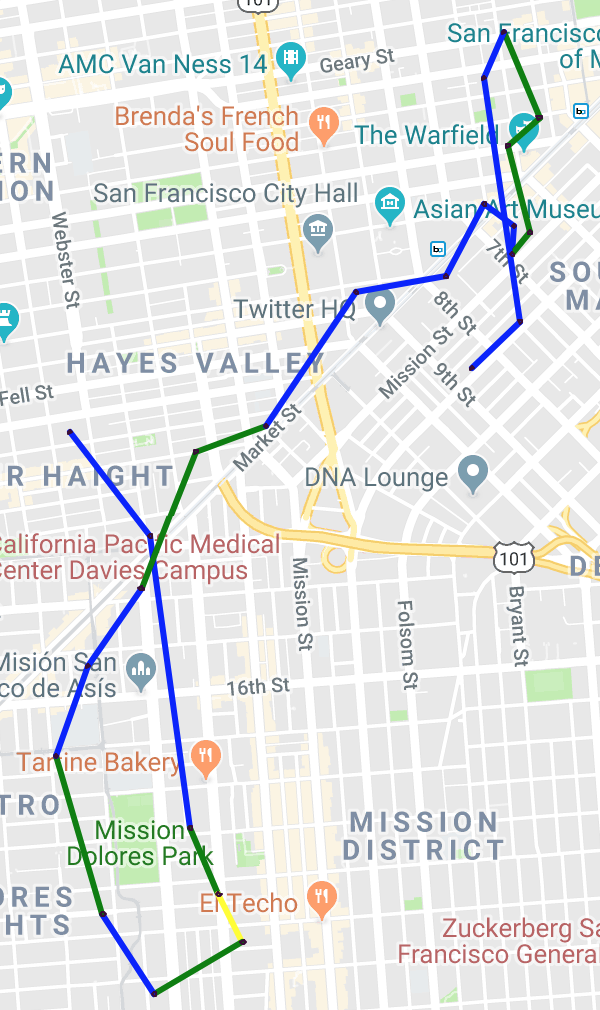 101
San Francisco
of M
AMC Van Ness 14
Geary St
Brenda's French
Soul Food
The Warfield
ERN
ION
San Francisco City Hall
Asian Art Museu
Webster St
7th St
SOU
MA
Twitter HQ
8th St
Mission St
9th St
HAYES VALLEY
Fell St
Market St
R HAIGHT
DNA Lounge
California Pacific Medical
Center Davies Campus
101
DE
Mission St
Folsom St
Bryant St
Misión San
co de Asís
16th St
Tartine Bakery
TRO
Mission
Dolores Park
MISSION
DISTRICT
ORES
GHTS
El Techo
Zuckerberg Sa
Francisco General